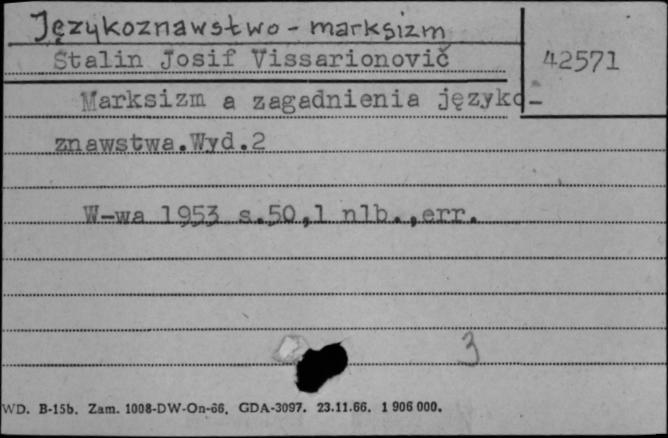 Językoznawstwo - marksizm
Stalin Josif Vissarionovič
42571
Marksizm a zagadnienia języko-
znawstwa.Wyd.2
W-wa 1953 s.50,1 nlb.,err.
3
WD. B-15b. Zam. 1008-DW-On-66. GDA-3097. 23.11.66. 1 906 000.